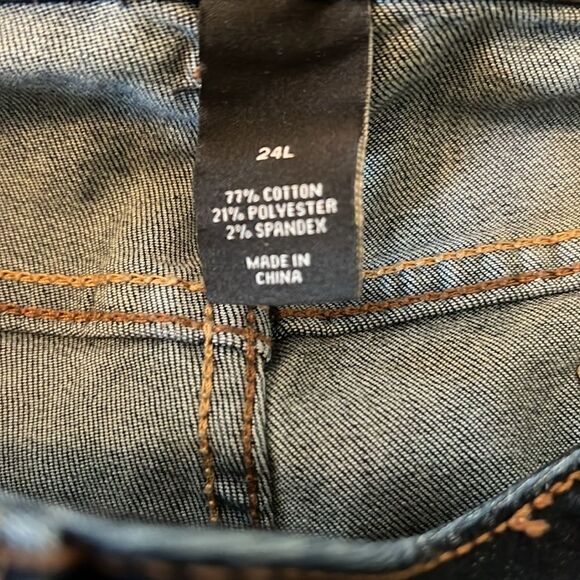 24L
77% COTTON
21% POLYESTER
2% SPANDEX
MADE IN
CHINA